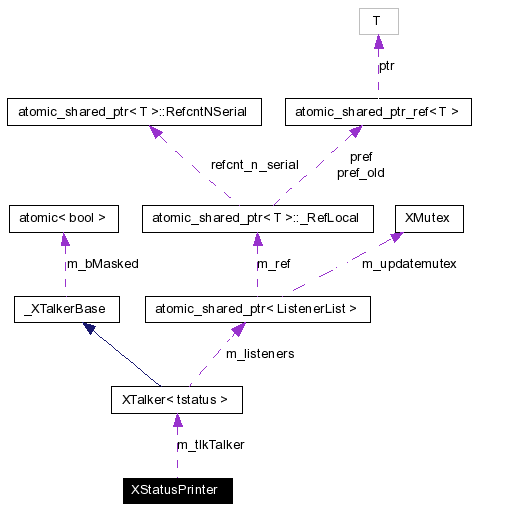 T
ptr
atomic_shared_ptr< T >::RefcntNSerial
atomic_shared_ptr_ref< T >
refcnt_n_serial
pref
pref_old
atomic< bool >
atomic_shared_ptr< T >::_RefLocal
XMutex
m_bMasked
m_ref
m_updatemutex
_XTalkerBase
atomic_shared_ptr< ListenerList >
m_listeners
XTalker< tstatus >
m_tlkTalker
XStatusPrinter